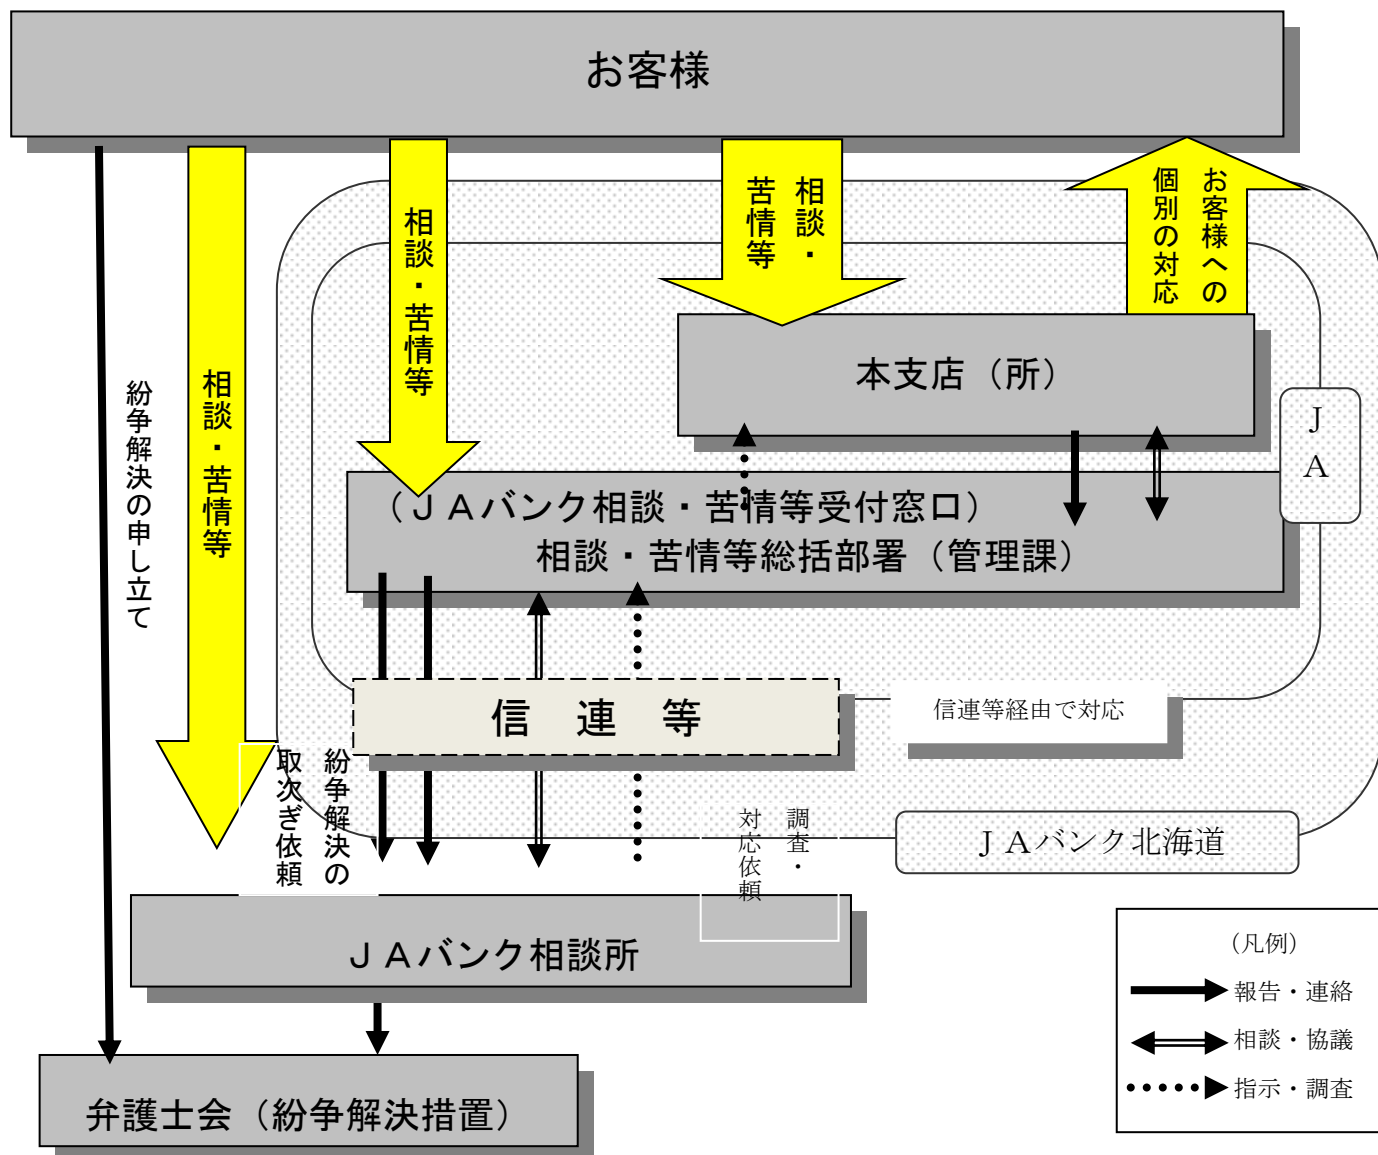 お客様
相談・苦情等
相談・
苦情等
お客様への
個別の対応
相談・苦情等
紛争解決の申し立て
本支店（所）
ＪＡ
（ＪＡバンク相談・苦情等受付窓口）
相談・苦情等総括部署（管理課）
信　連　等
信連等経由で対応
紛争解決の
取次ぎ依頼
調査・
対応依頼
ＪＡバンク北海道
ＪＡバンク相談所
弁護士会（紛争解決措置）
（凡例）
報告・連絡
相談・協議
指示・調査